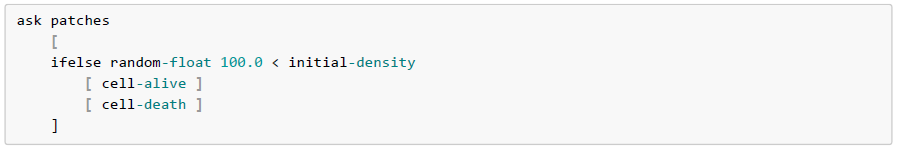 ask patches
[
ifelse random-float 100.0 < initial-density
[ cell-alive ]
[ cell-death ]
]